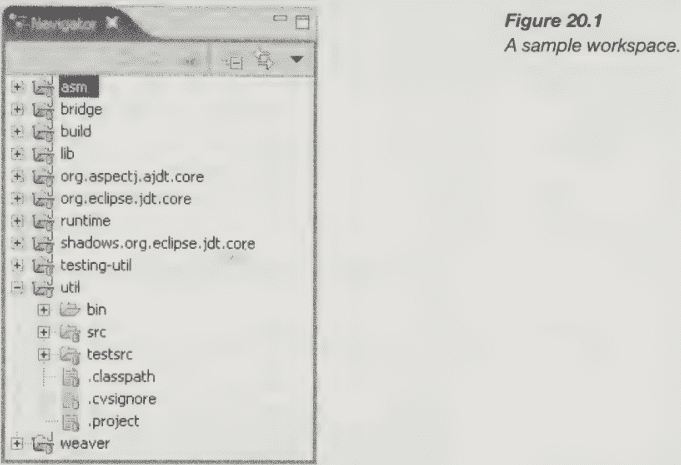 Navigator
Figure 20.1
A sample workspace.
asm
bridge
build
lib
org.aspectj.ajdt.core
org.eclipse.jdt.core
runtime
shadows.org.eclipse.jdt.core
testing-util
util
bin
src
testsrc
.classpath
.cvsignore
.project
weaver